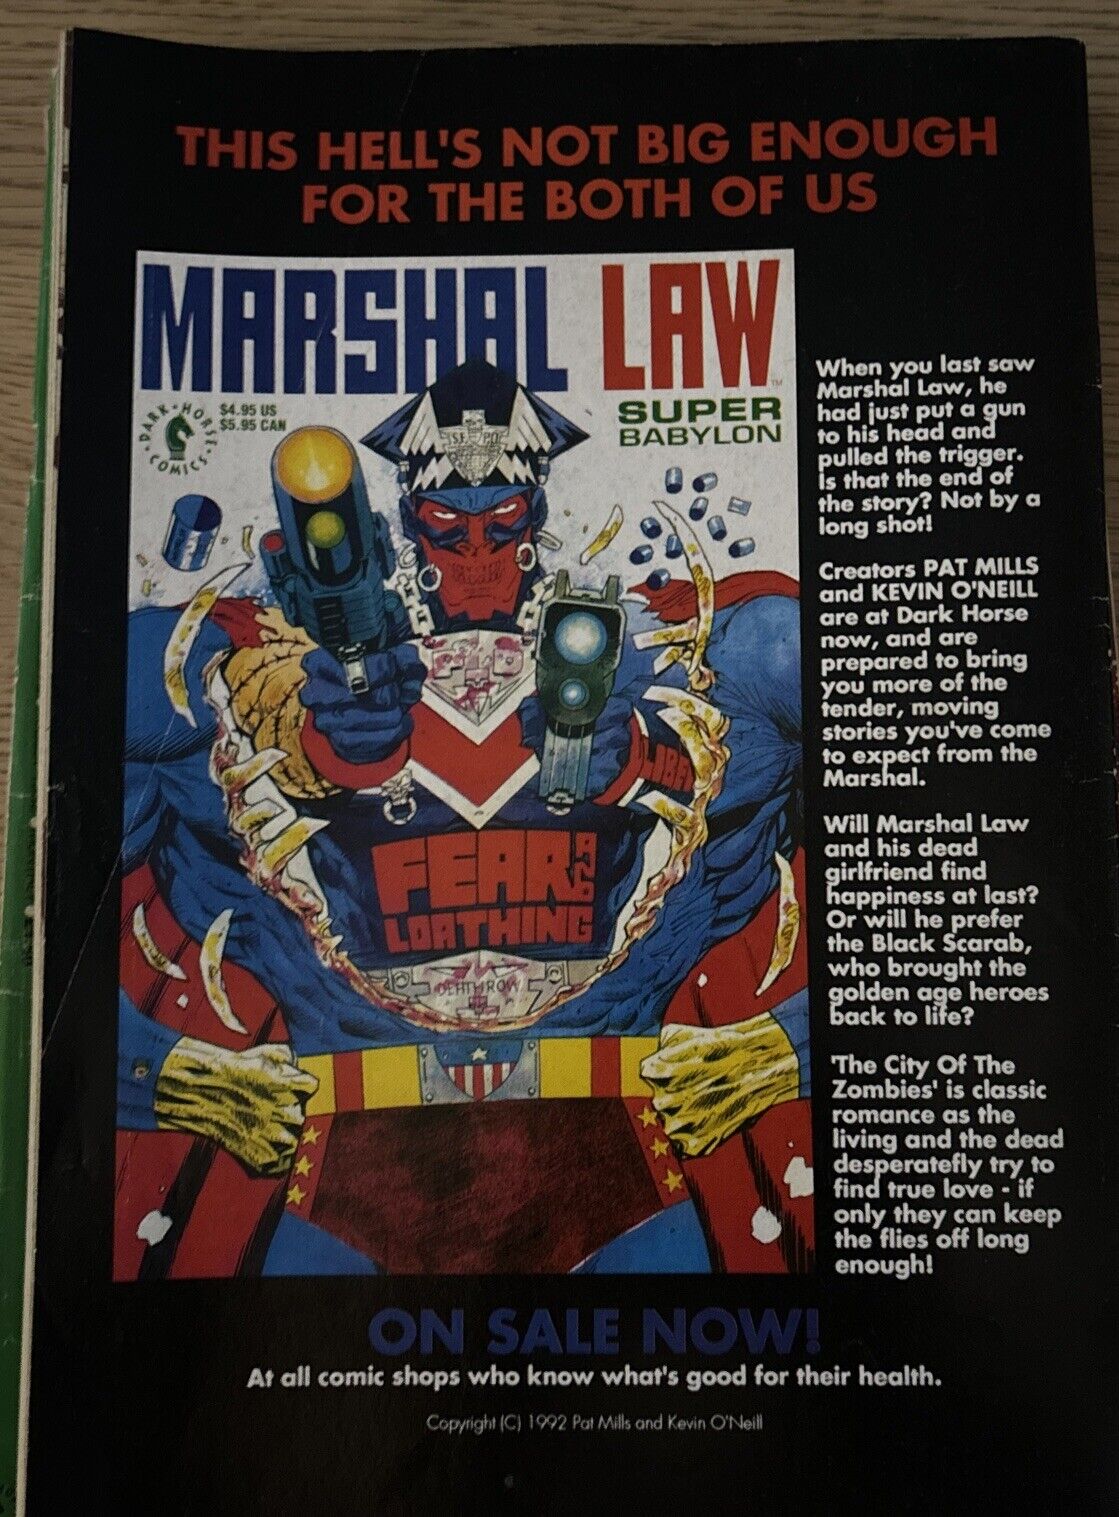 THIS HELL'S NOT BIG ENOUGH
FOR THE BOTH OF US
MARSHAL LAW
TM
DARK HORSE COMICS
$4.95 US
$5.95 CAN
SUPER
BABYLON
S.F.P.D.
FEAR AND
LOATHING
DEATH ROW
When you last saw
Marshal Law, he
had just put a gun
to his head and
pulled the trigger.
Is that the end of
the story? Not by a
long shot!
Creators PAT MILLS
and KEVIN O'NEILL
are at Dark Horse
now, and are
prepared to bring
you more of the
tender, moving
stories you've come
to expect from the
Marshal.
Will Marshal Law
and his dead
girlfriend find
happiness at last?
Or will he prefer
the Black Scarab,
who brought the
golden age heroes
back to life?
'The City Of The
Zombies' is classic
romance as the
living and the dead
desperatefly try to
find true love - if
only they can keep
the flies off long
enough!
ON SALE NOW!
At all comic shops who know what's good for their health.
Copyright (C) 1992 Pat Mills and Kevin O'Neill